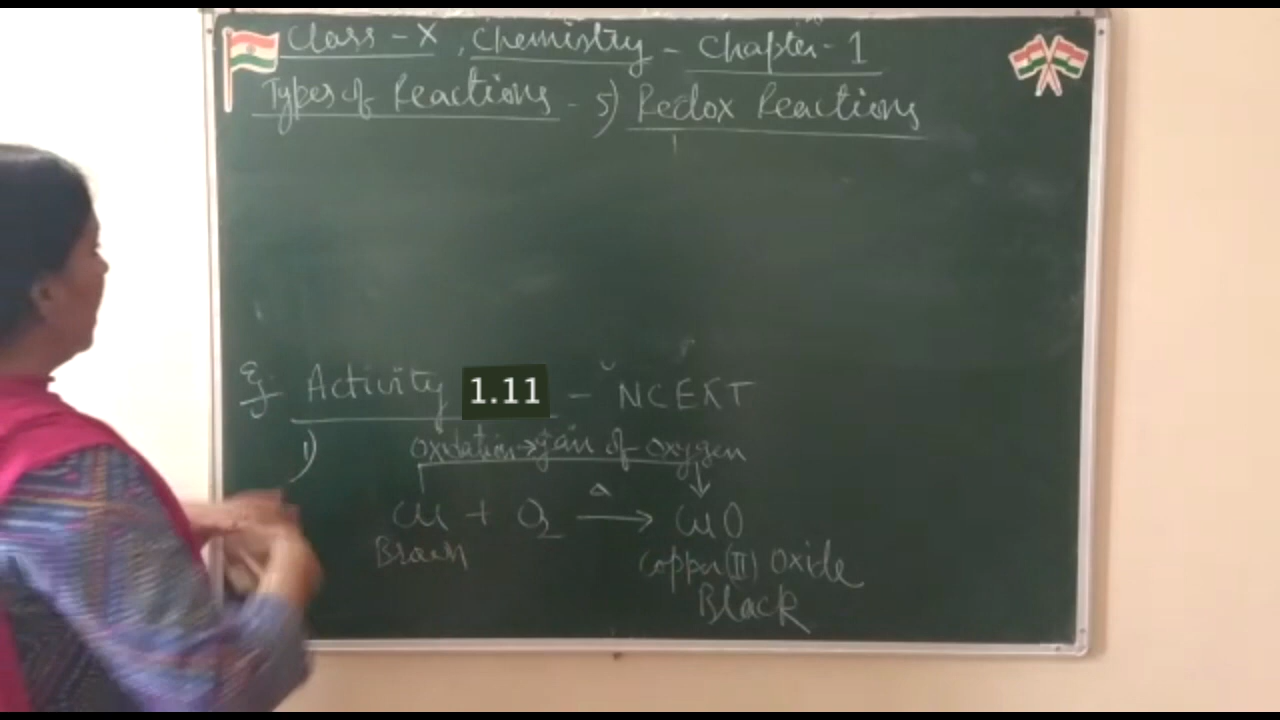 Class - X, Chemistry - Chapter - 1
Types of Reactions - 5) Redox Reactions
Eg Activity 1.11 - NCERT
1) Oxidation → gain of oxygen
Cu + O2 Δ→ CuO
Brown Copper(II) Oxide
Black